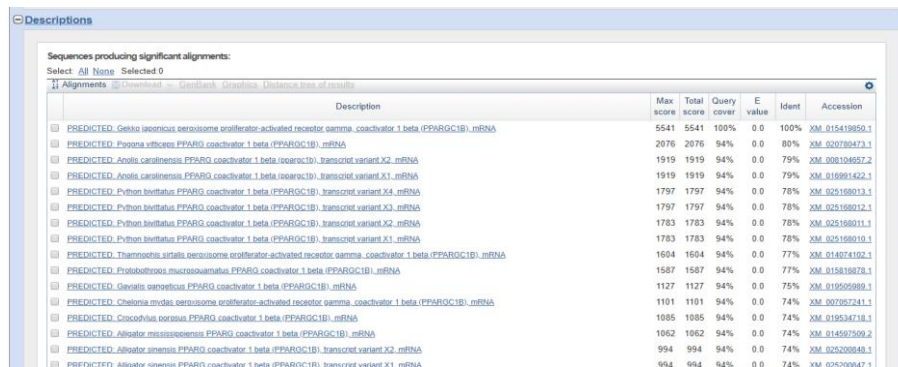 Descriptions
Sequences producing significant alignments:
Select: All None Selected:0
Alignments Download GenBank Graphics Distance tree of results
Description Max score Total score Query cover E value Ident Accession
PREDICTED: Gekko japonicus peroxisome proliferator-activated receptor gamma, coactivator 1 beta (PPARGC1B), mRNA 5541 5541 100% 0.0 100% XM_015419850.1
PREDICTED: Pogona vitticeps PPARG coactivator 1 beta (PPARGC1B), mRNA 2076 2076 94% 0.0 80% XM_020780473.1
PREDICTED: Anolis carolinensis PPARG coactivator 1 beta (ppargc1b), transcript variant X2, mRNA 1919 1919 94% 0.0 79% XM_008104657.2
PREDICTED: Anolis carolinensis PPARG coactivator 1 beta (ppargc1b), transcript variant X1, mRNA 1919 1919 94% 0.0 79% XM_016991422.1
PREDICTED: Python bivittatus PPARG coactivator 1 beta (PPARGC1B), transcript variant X4, mRNA 1797 1797 94% 0.0 78% XM_025168013.1
PREDICTED: Python bivittatus PPARG coactivator 1 beta (PPARGC1B), transcript variant X3, mRNA 1797 1797 94% 0.0 78% XM_025168012.1
PREDICTED: Python bivittatus PPARG coactivator 1 beta (PPARGC1B), transcript variant X2, mRNA 1783 1783 94% 0.0 78% XM_025168011.1
PREDICTED: Python bivittatus PPARG coactivator 1 beta (PPARGC1B), transcript variant X1, mRNA 1783 1783 94% 0.0 78% XM_025168010.1
PREDICTED: Thamnophis sirtalis peroxisome proliferator-activated receptor gamma, coactivator 1 beta (PPARGC1B), mRNA 1604 1604 94% 0.0 77% XM_014074102.1
PREDICTED: Protobothrops mucrosquamatus PPARG coactivator 1 beta (PPARGC1B), mRNA 1587 1587 94% 0.0 77% XM_015816878.1
PREDICTED: Gavialis gangeticus PPARG coactivator 1 beta (PPARGC1B), mRNA 1127 1127 94% 0.0 75% XM_019505989.1
PREDICTED: Chelonia mydas peroxisome proliferator-activated receptor gamma, coactivator 1 beta (PPARGC1B), mRNA 1101 1101 94% 0.0 74% XM_007057241.1
PREDICTED: Crocodylus porosus PPARG coactivator 1 beta (PPARGC1B), mRNA 1085 1085 94% 0.0 74% XM_019534718.1
PREDICTED: Alligator mississippiensis PPARG coactivator 1 beta (PPARGC1B), mRNA 1062 1062 94% 0.0 74% XM_014597509.2
PREDICTED: Alligator sinensis PPARG coactivator 1 beta (PPARGC1B), transcript variant X2, mRNA 994 994 94% 0.0 74% XM_025200848.1
PREDICTED: Alligator sinensis PPARG coactivator 1 beta (PPARGC1B), transcript variant X1, mRNA 994 994 94% 0.0 74% XM_025200847.1